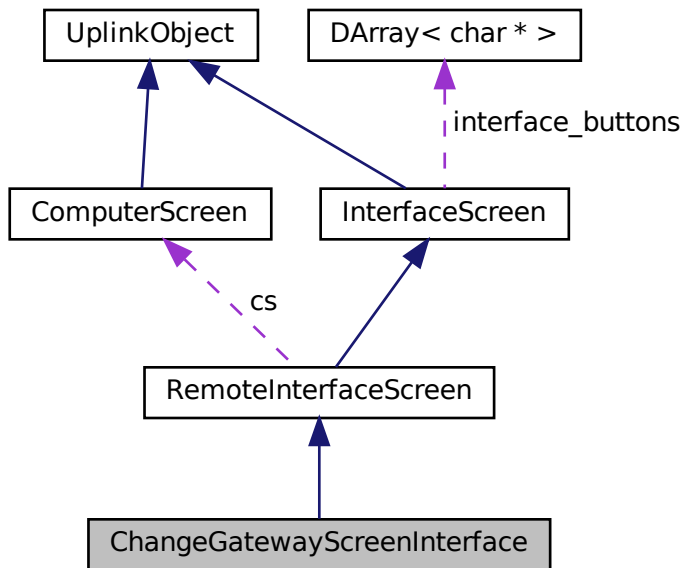 UplinkObject
DArray< char * >
interface_buttons
ComputerScreen
InterfaceScreen
cs
RemoteInterfaceScreen
ChangeGatewayScreenInterface